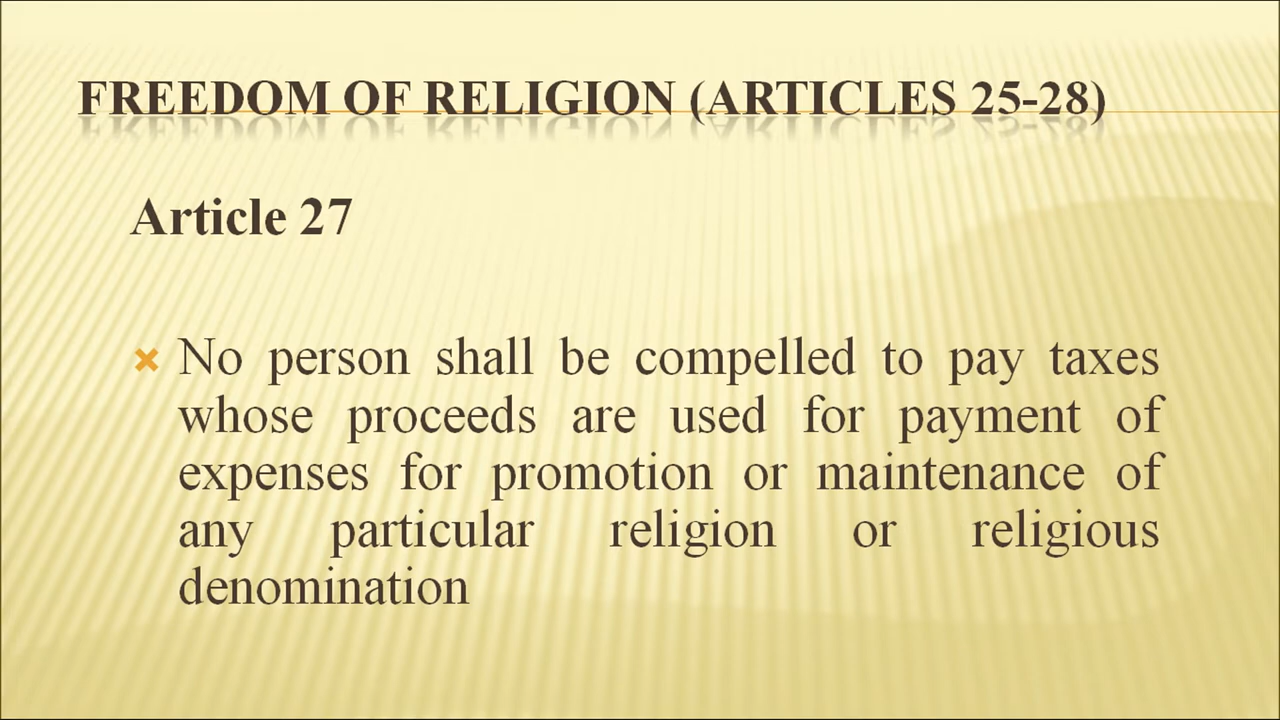 FREEDOM OF RELIGION (ARTICLES 25-28)
Article 27
No person shall be compelled to pay taxes
whose proceeds are used for payment of
expenses for promotion or maintenance of
any particular religion or religious
denomination